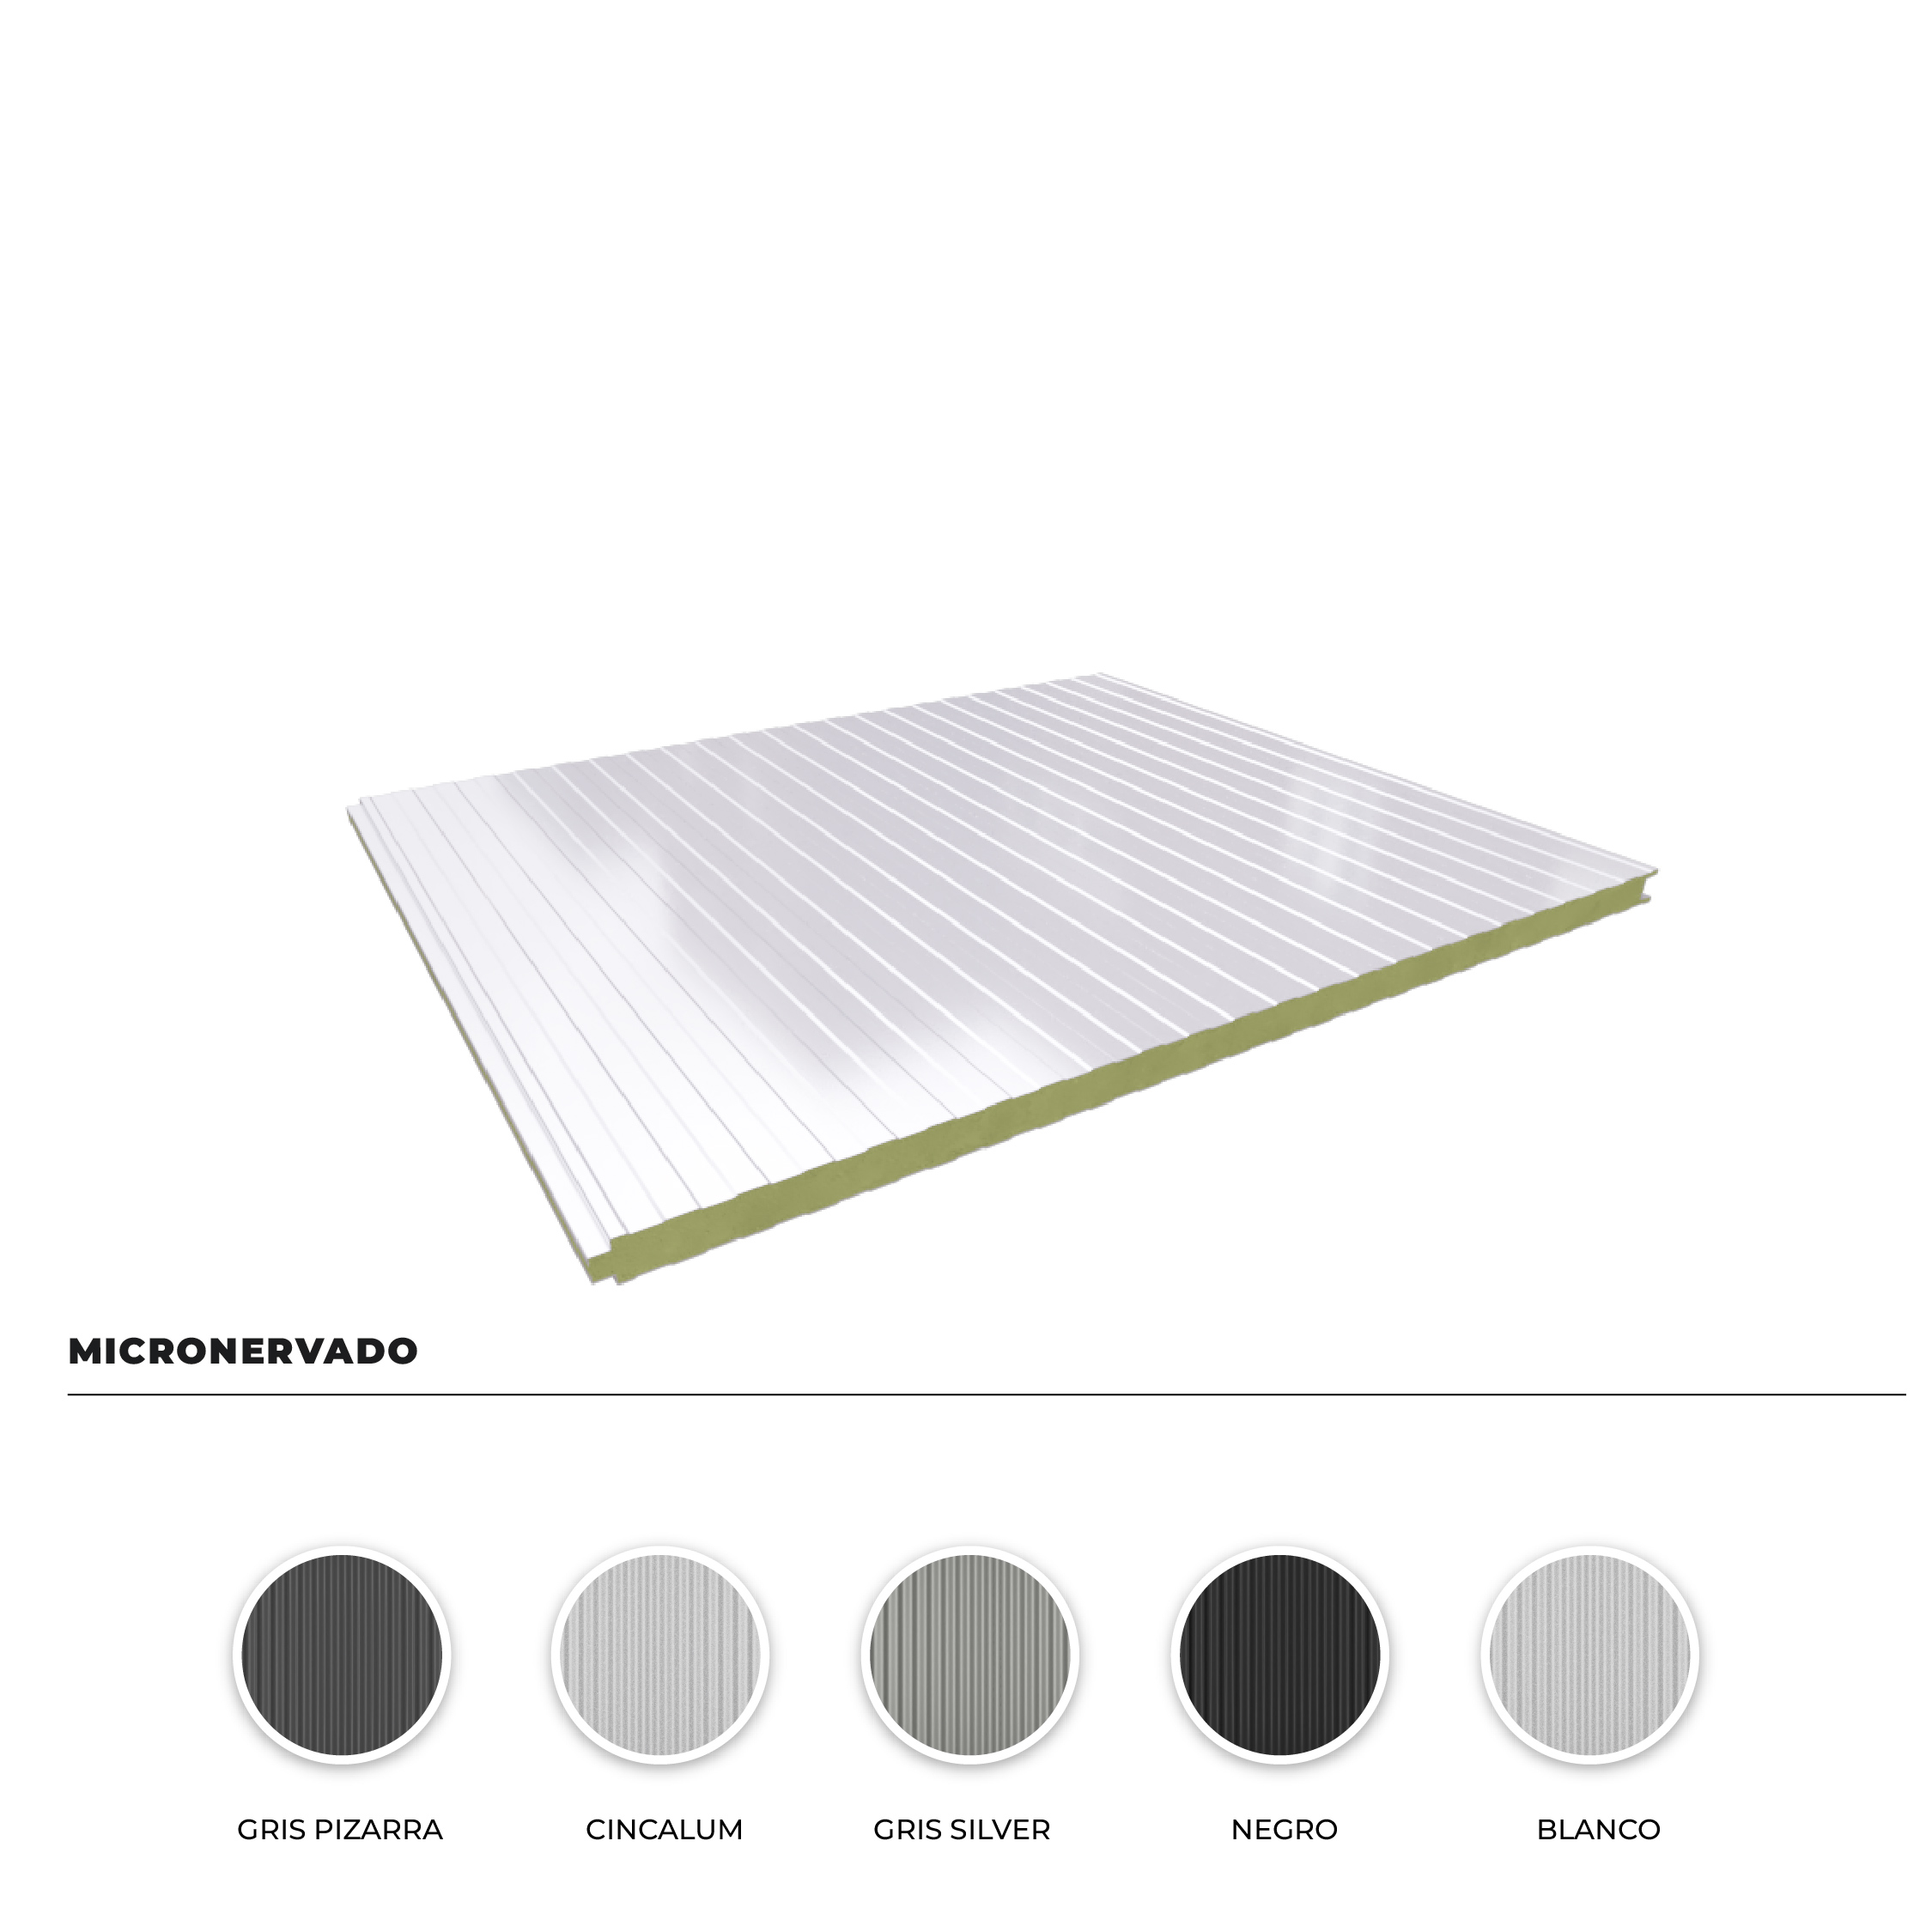 MICRONERVADO
GRIS PIZARRA
CINCALUM
GRIS SILVER
NEGRO
BLANCO